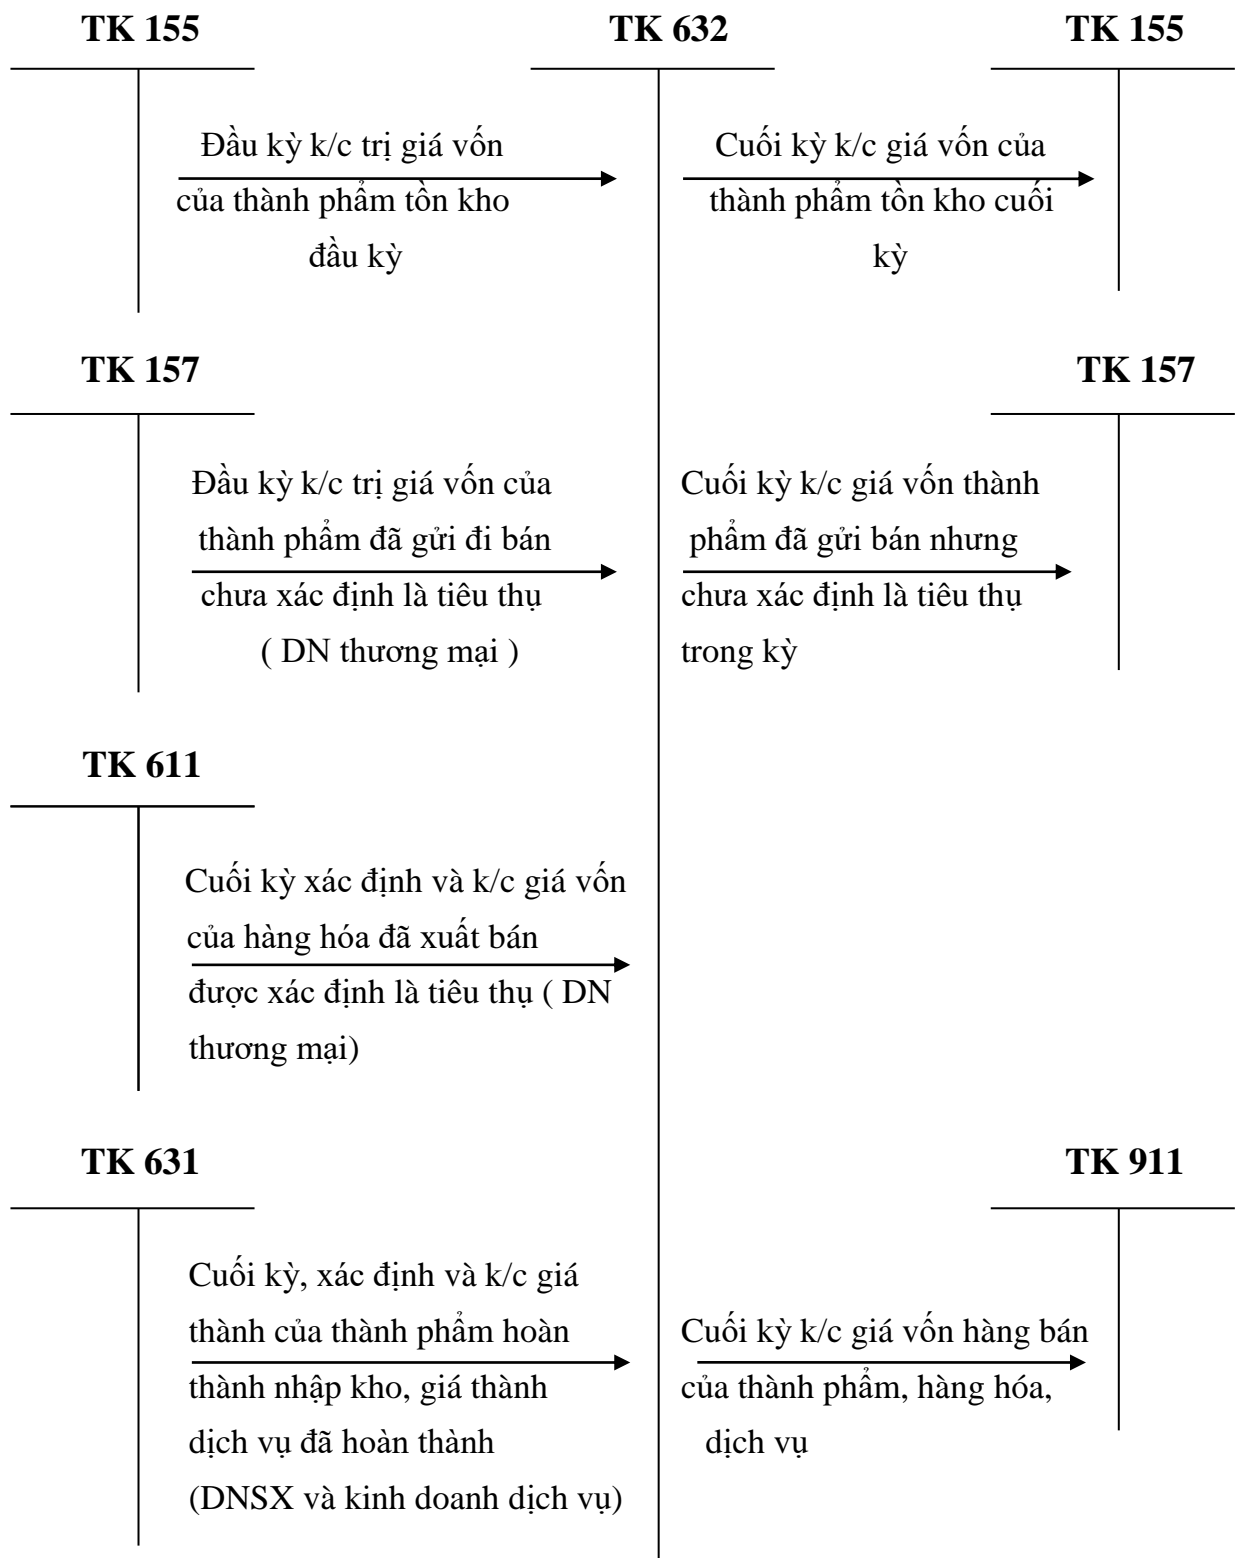 TK 155
TK 632
TK 155
Đầu kỳ k/c trị giá vốn
của thành phẩm tồn kho
đầu kỳ
Cuối kỳ k/c giá vốn của
thành phẩm tồn kho cuối
kỳ
TK 157
TK 157
Đầu kỳ k/c trị giá vốn của
thành phẩm đã gửi đi bán
chưa xác định là tiêu thụ
( DN thương mại )
Cuối kỳ k/c giá vốn thành
phẩm đã gửi bán nhưng
chưa xác định là tiêu thụ
trong kỳ
TK 611
Cuối kỳ xác định và k/c giá vốn
của hàng hóa đã xuất bán
được xác định là tiêu thụ ( DN
thương mại)
TK 631
TK 911
Cuối kỳ, xác định và k/c giá
thành của thành phẩm hoàn
thành nhập kho, giá thành
dịch vụ đã hoàn thành
(DNSX và kinh doanh dịch vụ)
Cuối kỳ k/c giá vốn hàng bán
của thành phẩm, hàng hóa,
dịch vụ